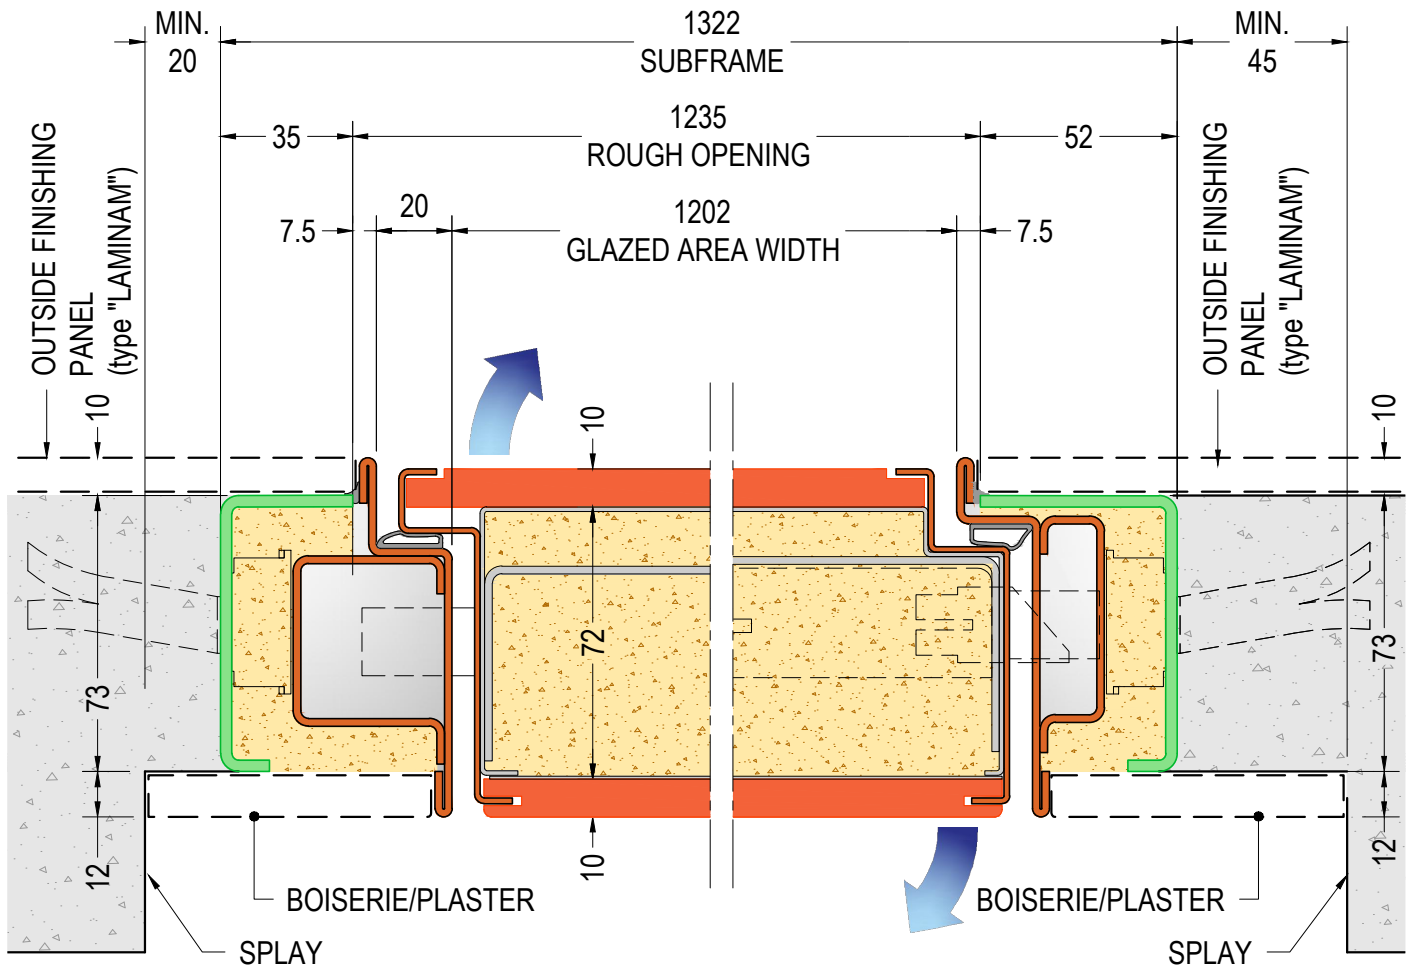 MIN.
20
1322
SUBFRAME
MIN.
45
35
1235
ROUGH OPENING
52
7.5
20
1202
GLAZED AREA WIDTH
7.5
OUTSIDE FINISHING
PANEL
(type "LAMINAM")
OUTSIDE FINISHING
PANEL
(type "LAMINAM")
10
10
10
73
72
73
12
10
12
BOISERIE/PLASTER
BOISERIE/PLASTER
SPLAY
SPLAY